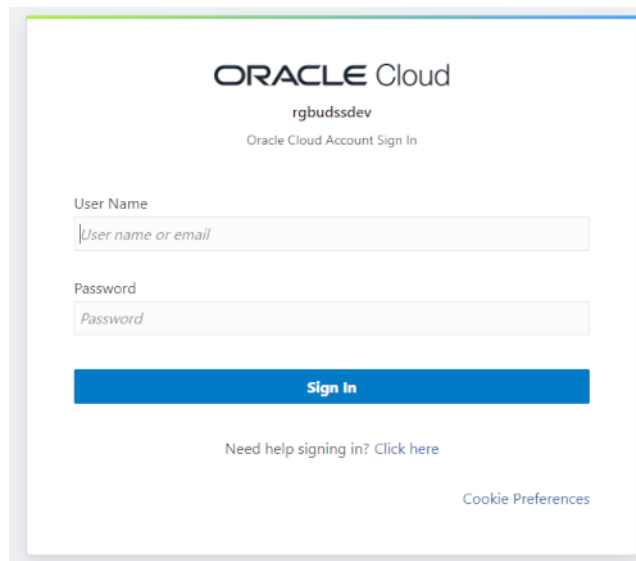 ORACLE Cloud
rgbudssdev
Oracle Cloud Account Sign In
User Name
User name or email
Password
Password
Sign In
Need help signing in? Click here
Cookie Preferences